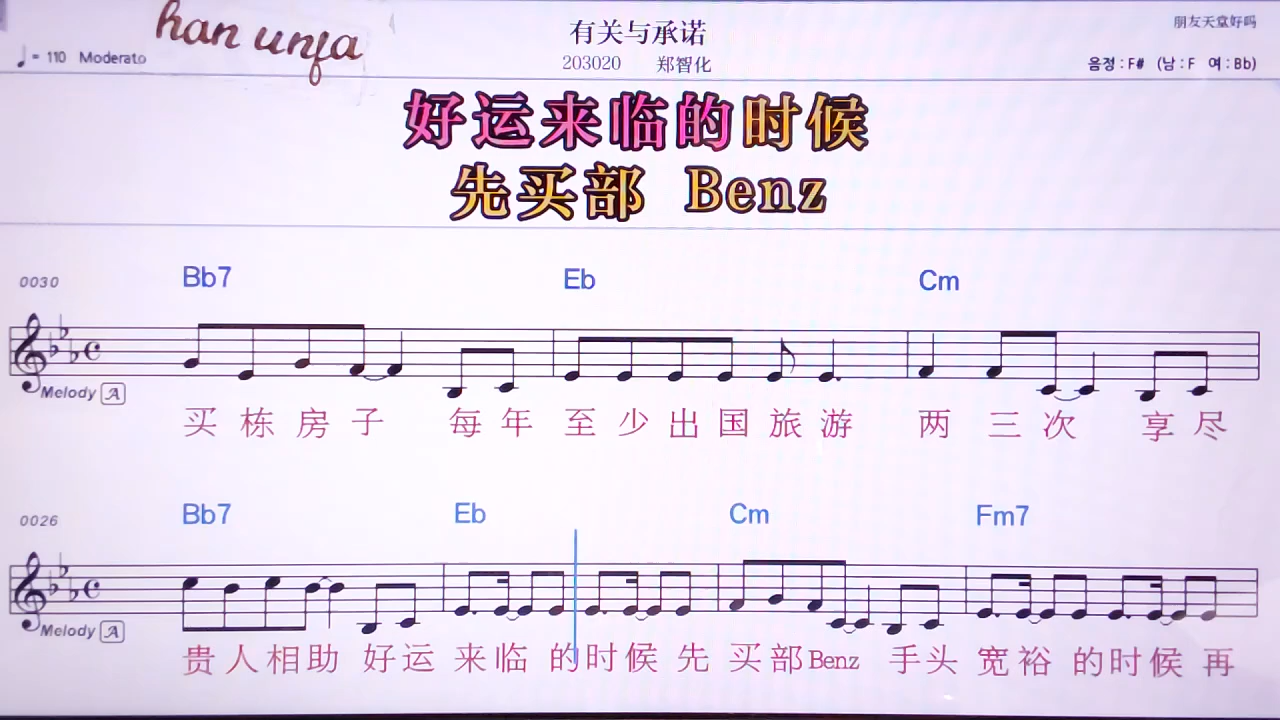 han unja
有关与承诺
朋友天堂好吗
♩= 110 Moderato
203020 郑智化
음정 : F# (남 : F 여 : Bb)
好运来临的时候
先买部 Benz
0030 Bb7 Eb Cm
Melody A
买栋房子 每年至少出国旅游 两三次 享尽
0026 Bb7 Eb Cm Fm7
Melody A
贵人相助 好运来临 的时候先买部Benz 手头宽裕的时候再